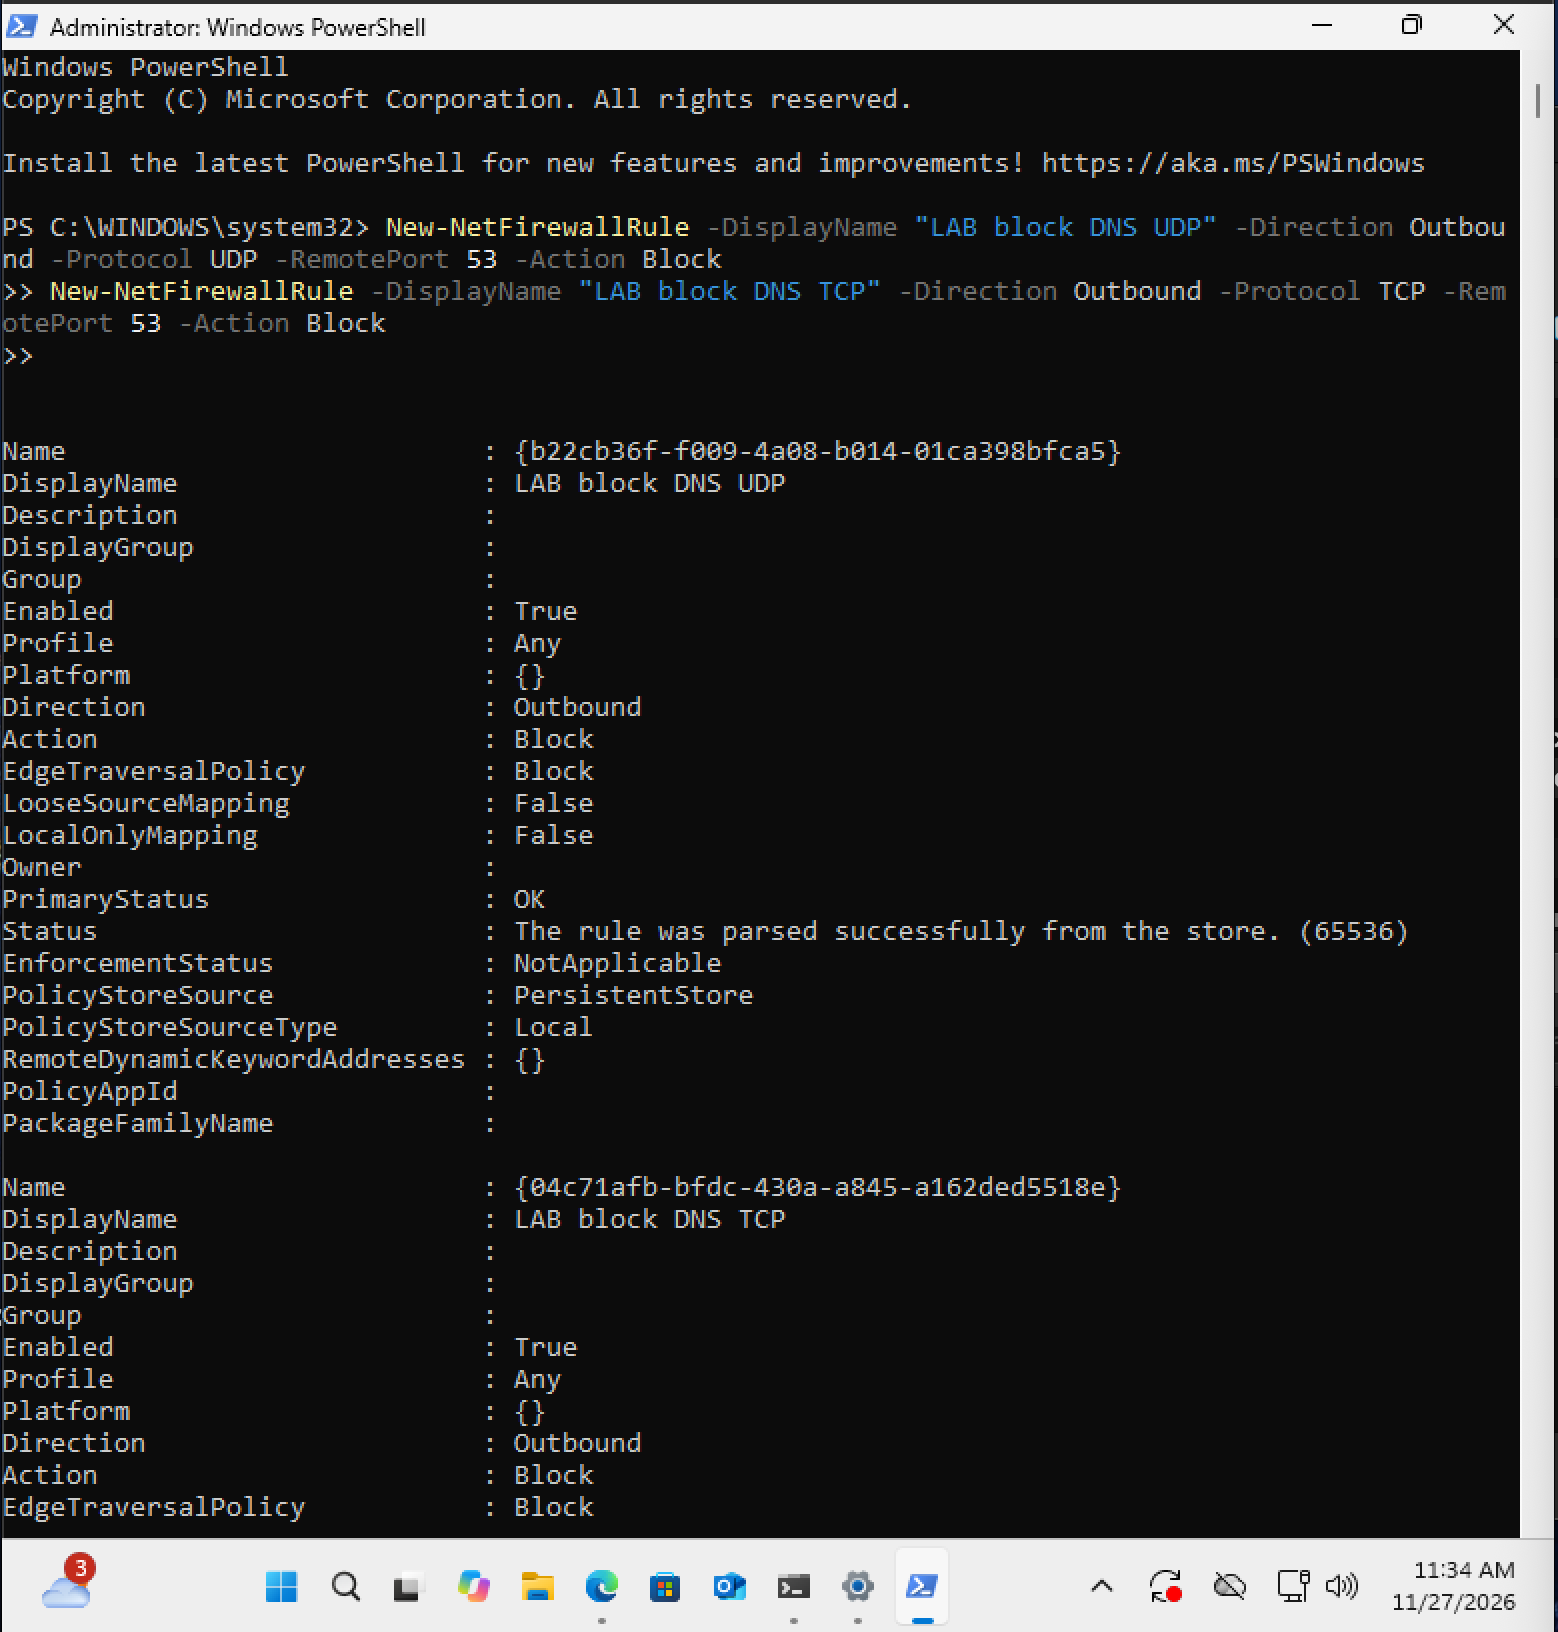 Administrator: Windows PowerShell
Windows PowerShell
Copyright (C) Microsoft Corporation. All rights reserved.
Install the latest PowerShell for new features and improvements! https://aka.ms/PSWindows
PS C:\WINDOWS\system32> New-NetFirewallRule -DisplayName "LAB block DNS UDP" -Direction Outbou
nd -Protocol UDP -RemotePort 53 -Action Block
>> New-NetFirewallRule -DisplayName "LAB block DNS TCP" -Direction Outbound -Protocol TCP -Rem
otePort 53 -Action Block
>>
Name : {b22cb36f-f009-4a08-b014-01ca398bfca5}
DisplayName : LAB block DNS UDP
Description :
DisplayGroup :
Group :
Enabled : True
Profile : Any
Platform : {}
Direction : Outbound
Action : Block
EdgeTraversalPolicy : Block
LooseSourceMapping : False
LocalOnlyMapping : False
Owner :
PrimaryStatus : OK
Status : The rule was parsed successfully from the store. (65536)
EnforcementStatus : NotApplicable
PolicyStoreSource : PersistentStore
PolicyStoreSourceType : Local
RemoteDynamicKeywordAddresses : {}
PolicyAppId :
PackageFamilyName :
Name : {04c71afb-bfdc-430a-a845-a162ded5518e}
DisplayName : LAB block DNS TCP
Description :
DisplayGroup :
Group :
Enabled : True
Profile : Any
Platform : {}
Direction : Outbound
Action : Block
EdgeTraversalPolicy : Block
3
11:34 AM
11/27/2026